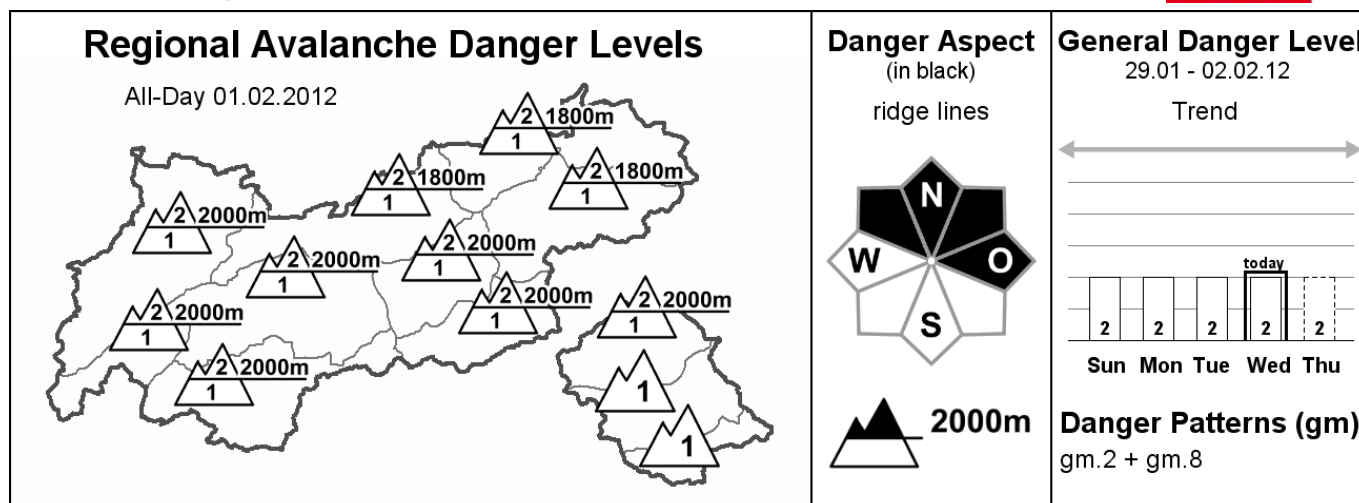 Regional Avalanche Danger Levels
All-Day 01.02.2012
2 1800m
1
2 1800m
1
2 1800m
1
2 2000m
1
2 2000m
1
2 2000m
1
2 2000m
1
2 2000m
1
2 2000m
1
2 2000m
1
1
1
Danger Aspect
(in black)
ridge lines
N
W
O
S
2000m
General Danger Level
29.01 - 02.02.12
Trend
today
2 2 2 2 2
Sun Mon Tue Wed Thu
Danger Patterns (gm)
gm.2 + gm.8